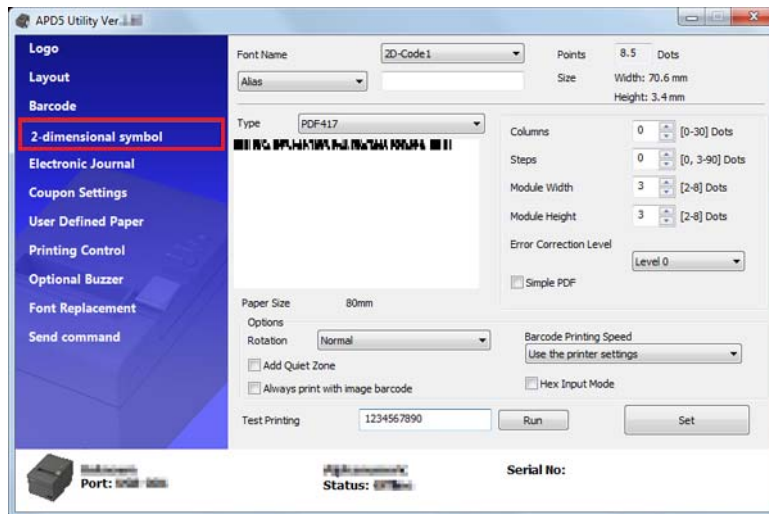 APD5 Utility Ver.
Logo
Layout
Barcode
2-dimensional symbol
Electronic Journal
Coupon Settings
User Defined Paper
Printing Control
Optional Buzzer
Font Replacement
Send command
Font Name
2D-Code1
Points
8.5
Dots
Alias
Size
Width: 70.6 mm
Height: 3.4 mm
Type
PDF417
Columns
0
[0-30] Dots
Steps
0
[0, 3-90] Dots
Module Width
3
[2-8] Dots
Module Height
3
[2-8] Dots
Error Correction Level
Level 0
Simple PDF
Paper Size
80mm
Options
Rotation
Normal
Barcode Printing Speed
Use the printer settings
Add Quiet Zone
Always print with image barcode
Hex Input Mode
Test Printing
1234567890
Run
Set
Port:
Status:
Serial No: